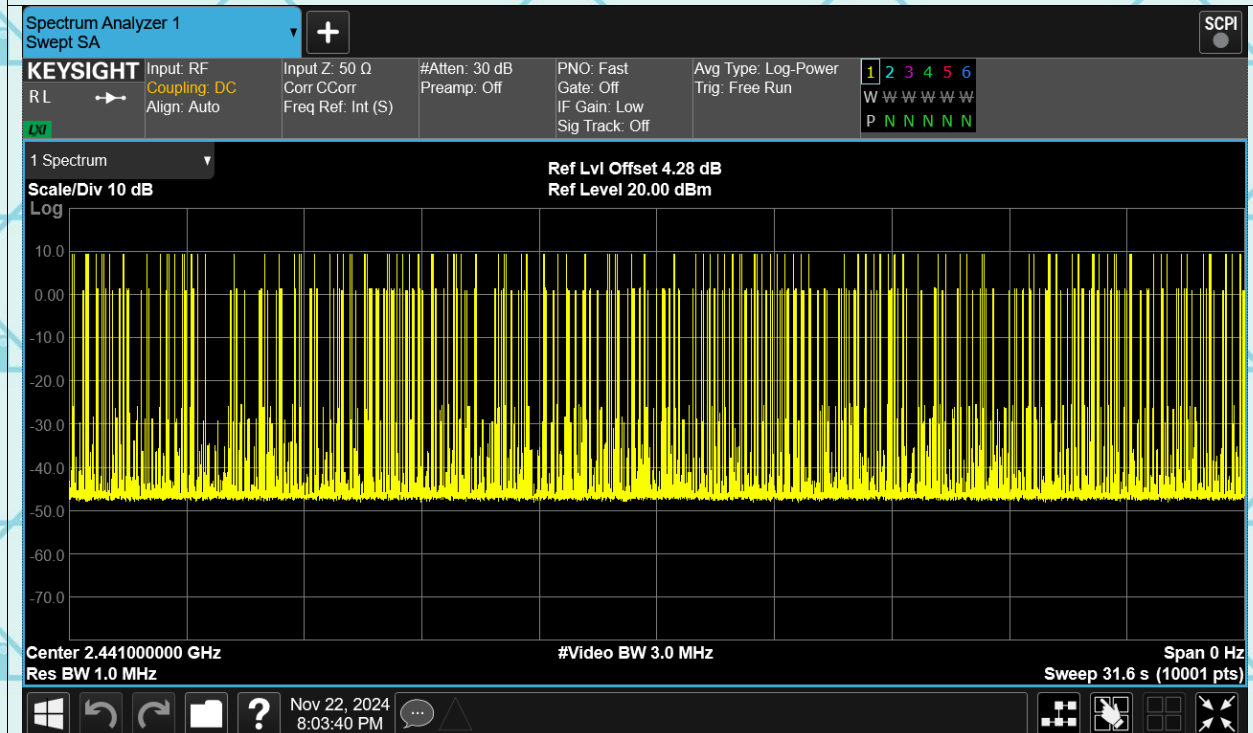 Spectrum Analyzer 1
Swept SA
▼
+
SCPI
KEYSIGHT
R L
LXI
Input: RF
Coupling: DC
Align: Auto
Input Z: 50 Ω
Corr CCorr
Freq Ref: Int (S)
#Atten: 30 dB
Preamp: Off
PNO: Fast
Gate: Off
IF Gain: Low
Sig Track: Off
Avg Type: Log-Power
Trig: Free Run
1 2 3 4 5 6
W W W W W W
P N N N N N
1 Spectrum ▼
Scale/Div 10 dB
Ref Lvl Offset 4.28 dB
Ref Level 20.00 dBm
Log
10.0
0.00
-10.0
-20.0
-30.0
-40.0
-50.0
-60.0
-70.0
Center 2.441000000 GHz
#Video BW 3.0 MHz
Span 0 Hz
Res BW 1.0 MHz
Sweep 31.6 s (10001 pts)
?
Nov 22, 2024
8:03:40 PM